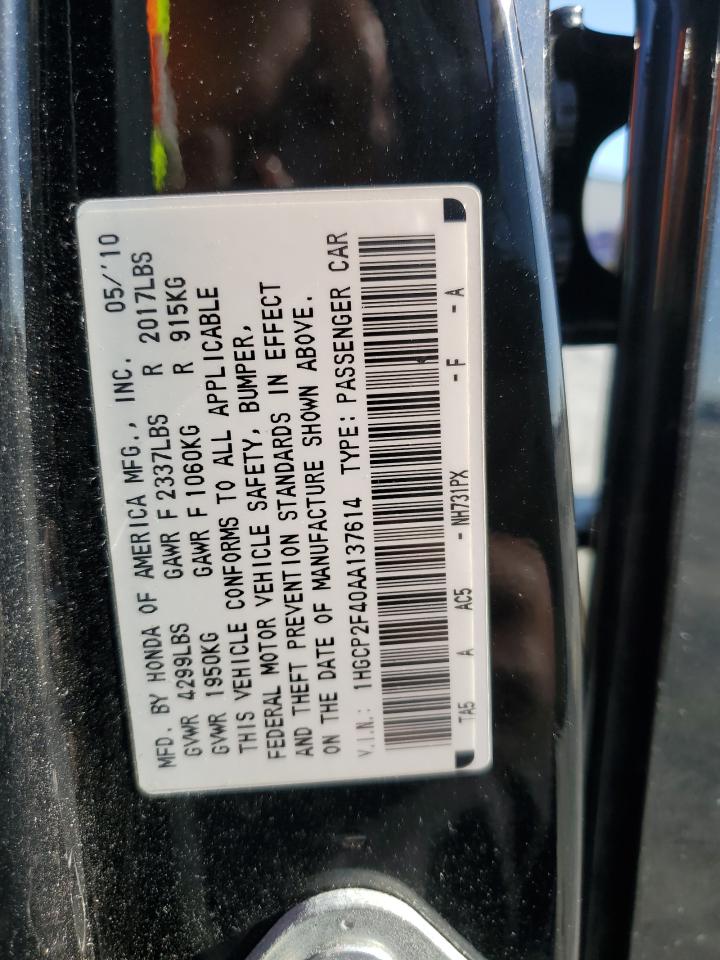 MFD. BY HONDA OF AMERICA MFG., INC. 05/'10
GVWR 4299LBS GAWR F 2337LBS R 2017LBS
GVWR 1950KG GAWR F 1060KG R 915KG
THIS VEHICLE CONFORMS TO ALL APPLICABLE
FEDERAL MOTOR VEHICLE SAFETY, BUMPER,
AND THEFT PREVENTION STANDARDS IN EFFECT
ON THE DATE OF MANUFACTURE SHOWN ABOVE.
V.I.N.: 1HGCP2F40AA137614 TYPE: PASSENGER CAR
TA5 A AC5 - NH731PX - F - A